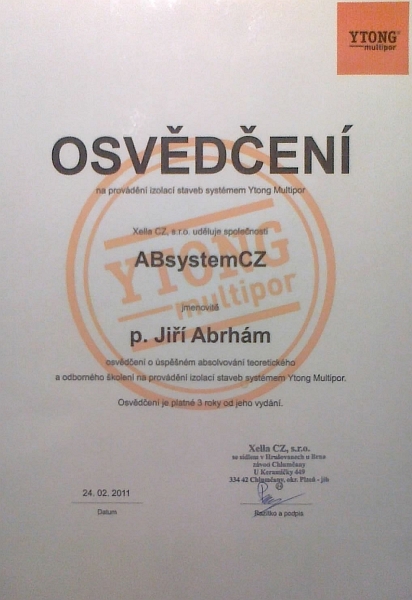 YTONG®
multipor
OSVĚDČENÍ
na provádění izolací staveb systémem Ytong Multipor
Xella CZ, s.r.o. uděluje společnosti
ABsystemCZ
YTONG
multipor
jmenovitě
p. Jiří Abrhám
osvědčení o úspěšném absolvování teoretického
a odborného školení na provádění izolací staveb systémem Ytong Multipor.
Osvědčení je platné 3 roky od jeho vydání.
Xella CZ, s.r.o.
se sídlem v Hrušovanech u Brna
závod Chlumčany
U Keramičky 449
334 42 Chlumčany, okr. Plzeň - jih
24. 02. 2011
Datum
Razítko a podpis